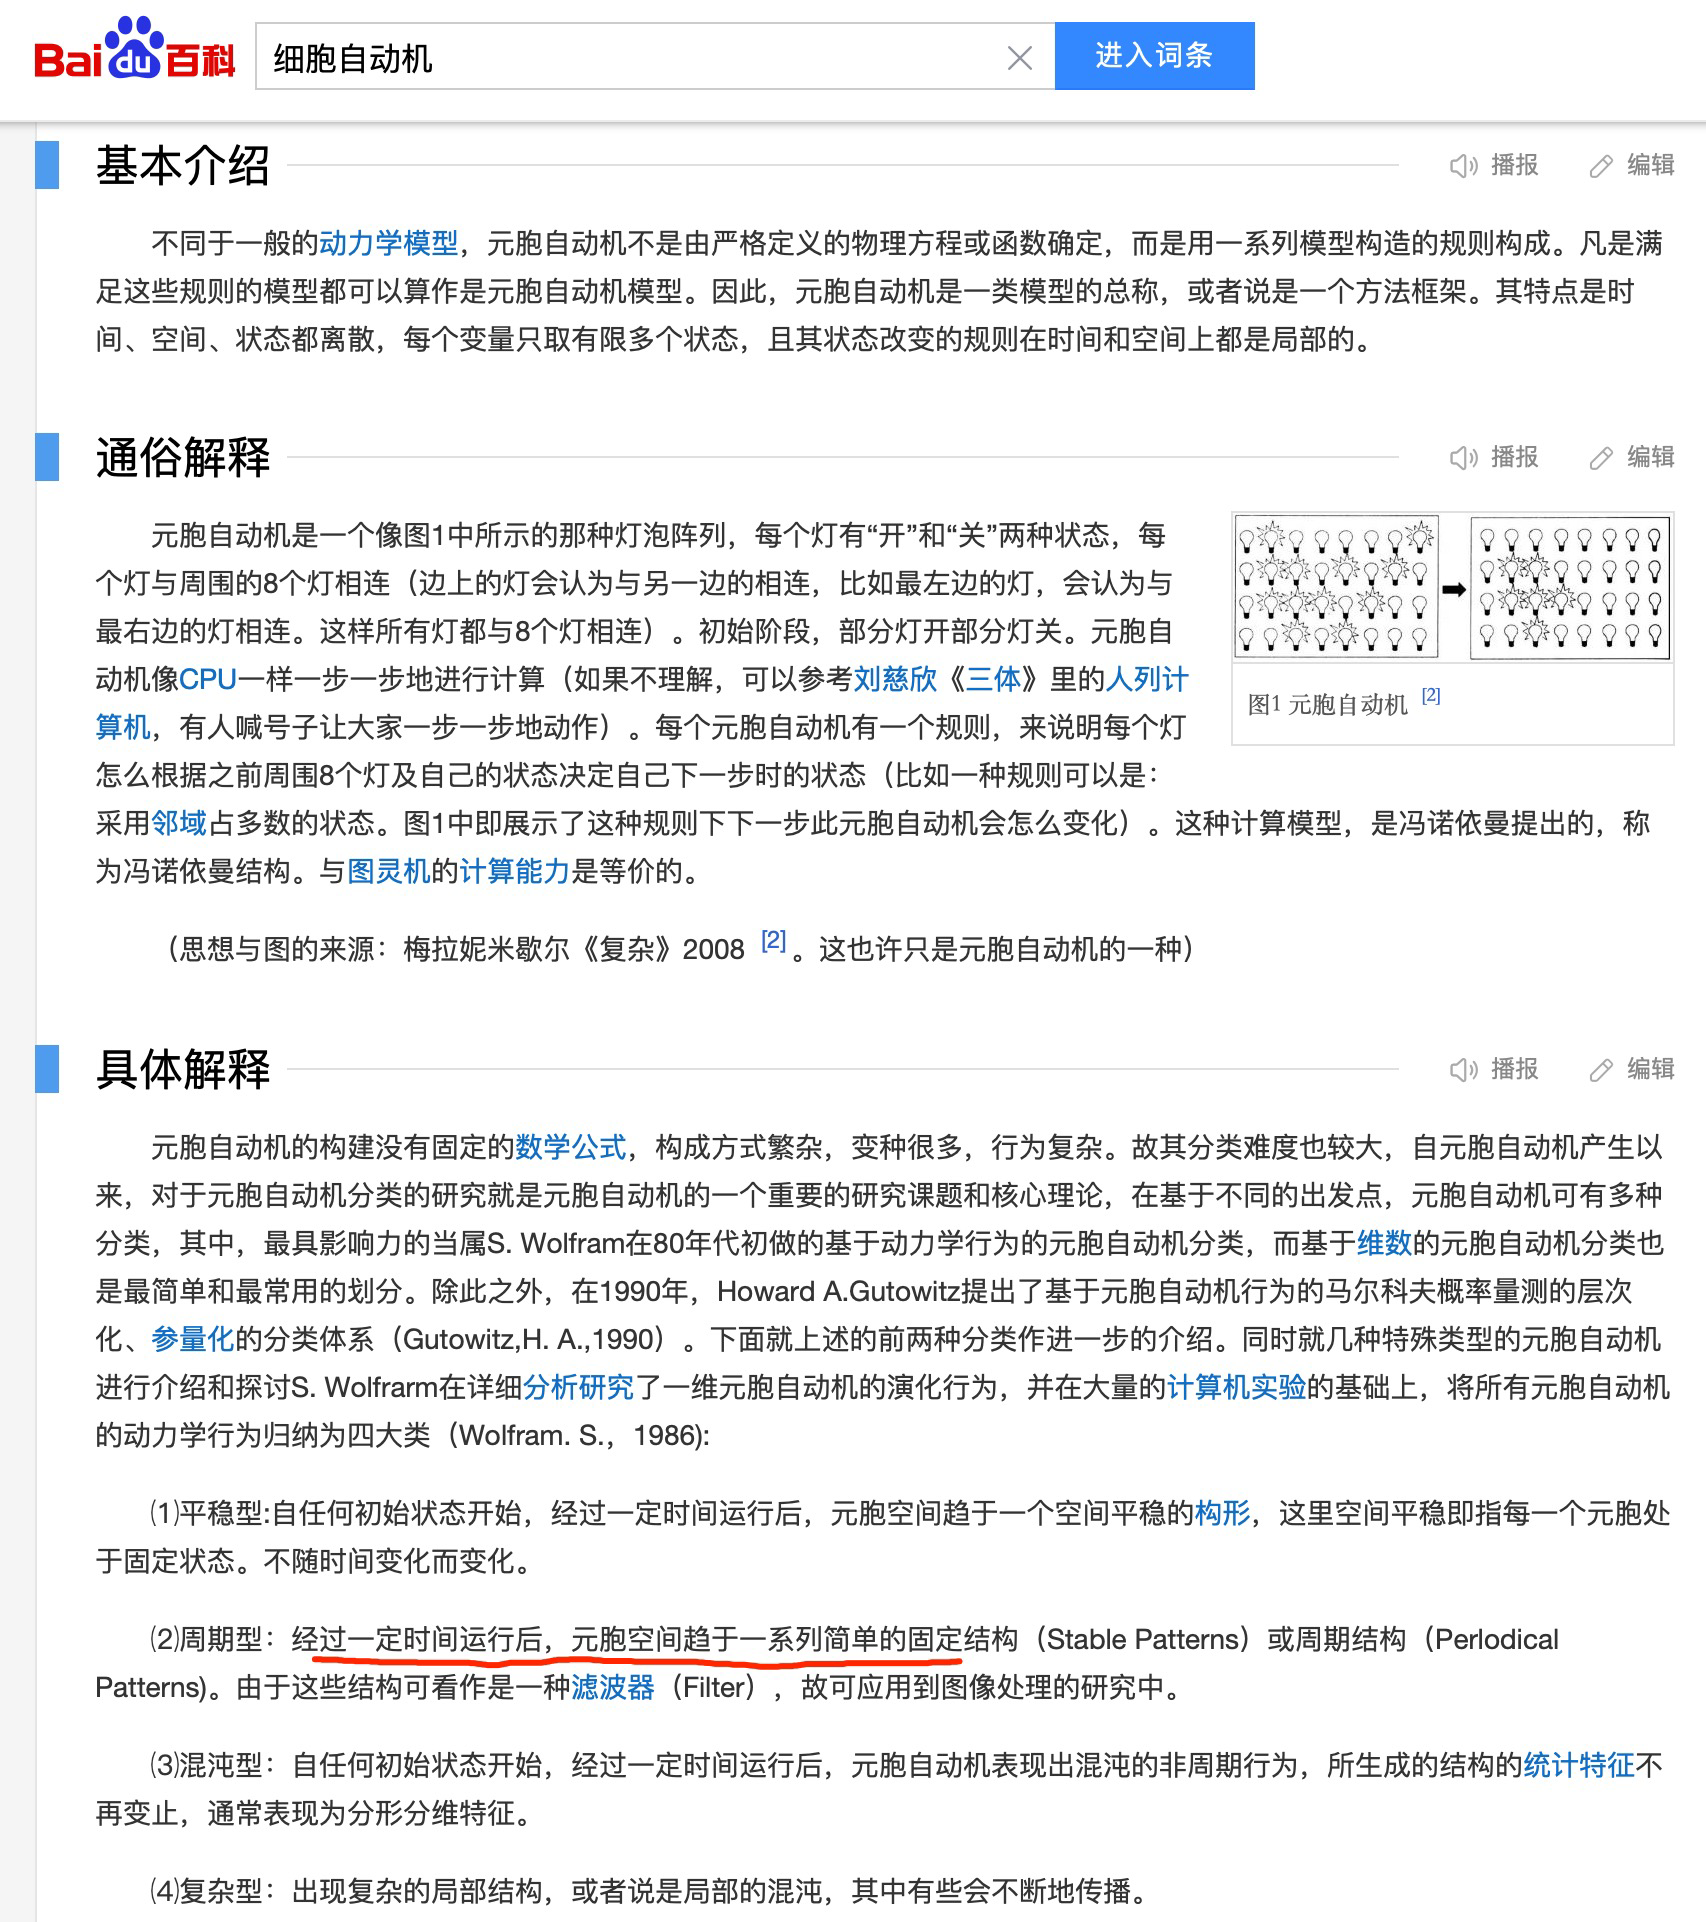 Bai du 百科
细胞自动机
进入词条
基本介绍
播报
编辑
不同于一般的动力学模型，元胞自动机不是由严格定义的物理方程或函数确定，而是用一系列模型构造的规则构成。凡是满
足这些规则的模型都可以算作是元胞自动机模型。因此，元胞自动机是一类模型的总称，或者说是一个方法框架。其特点是时
间、空间、状态都离散，每个变量只取有限多个状态，且其状态改变的规则在时间和空间上都是局部的。
通俗解释
播报
编辑
元胞自动机是一个像图1中所示的那种灯泡阵列，每个灯有“开”和“关”两种状态，每
个灯与周围的8个灯相连（边上的灯会认为与另一边的相连，比如最左边的灯，会认为与
最右边的灯相连。这样所有灯都与8个灯相连）。初始阶段，部分灯开部分灯关。元胞自
动机像CPU一样一步一步地进行计算（如果不理解，可以参考刘慈欣《三体》里的人列计
算机，有人喊号子让大家一步一步地动作）。每个元胞自动机有一个规则，来说明每个灯
怎么根据之前周围8个灯及自己的状态决定自己下一步时的状态（比如一种规则可以是：
采用邻域占多数的状态。图1中即展示了这种规则下下一步此元胞自动机会怎么变化）。这种计算模型，是冯诺依曼提出的，称
为冯诺依曼结构。与图灵机的计算能力是等价的。
图1 元胞自动机 [2]
（思想与图的来源：梅拉妮米歇尔《复杂》2008 [2] 。这也许只是元胞自动机的一种）
具体解释
播报
编辑
元胞自动机的构建没有固定的数学公式，构成方式繁杂，变种很多，行为复杂。故其分类难度也较大，自元胞自动机产生以
来，对于元胞自动机分类的研究就是元胞自动机的一个重要的研究课题和核心理论，在基于不同的出发点，元胞自动机可有多种
分类，其中，最具影响力的当属S. Wolfram在80年代初做的基于动力学行为的元胞自动机分类，而基于维数的元胞自动机分类也
是最简单和最常用的划分。除此之外，在1990年，Howard A.Gutowitz提出了基于元胞自动机行为的马尔科夫概率量测的层次
化、参量化的分类体系（Gutowitz,H. A.,1990）。下面就上述的前两种分类作进一步的介绍。同时就几种特殊类型的元胞自动机
进行介绍和探讨S. Wolfrarm在详细分析研究了一维元胞自动机的演化行为，并在大量的计算机实验的基础上，将所有元胞自动机
的动力学行为归纳为四大类（Wolfram. S.，1986):
⑴平稳型:自任何初始状态开始，经过一定时间运行后，元胞空间趋于一个空间平稳的构形，这里空间平稳即指每一个元胞处
于固定状态。不随时间变化而变化。
⑵周期型：经过一定时间运行后，元胞空间趋于一系列简单的固定结构（Stable Patterns）或周期结构（Perlodical
Patterns)。由于这些结构可看作是一种滤波器（Filter），故可应用到图像处理的研究中。
⑶混沌型：自任何初始状态开始，经过一定时间运行后，元胞自动机表现出混沌的非周期行为，所生成的结构的统计特征不
再变止，通常表现为分形分维特征。
⑷复杂型：出现复杂的局部结构，或者说是局部的混沌，其中有些会不断地传播。